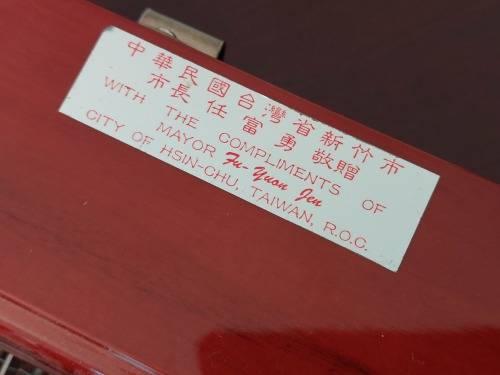 中華民國台灣省新竹市
市長任富勇敬贈
WITH THE COMPLIMENTS OF
MAYOR Fu-Yuon Jen
CITY OF HSIN-CHU, TAIWAN, R.O.C.